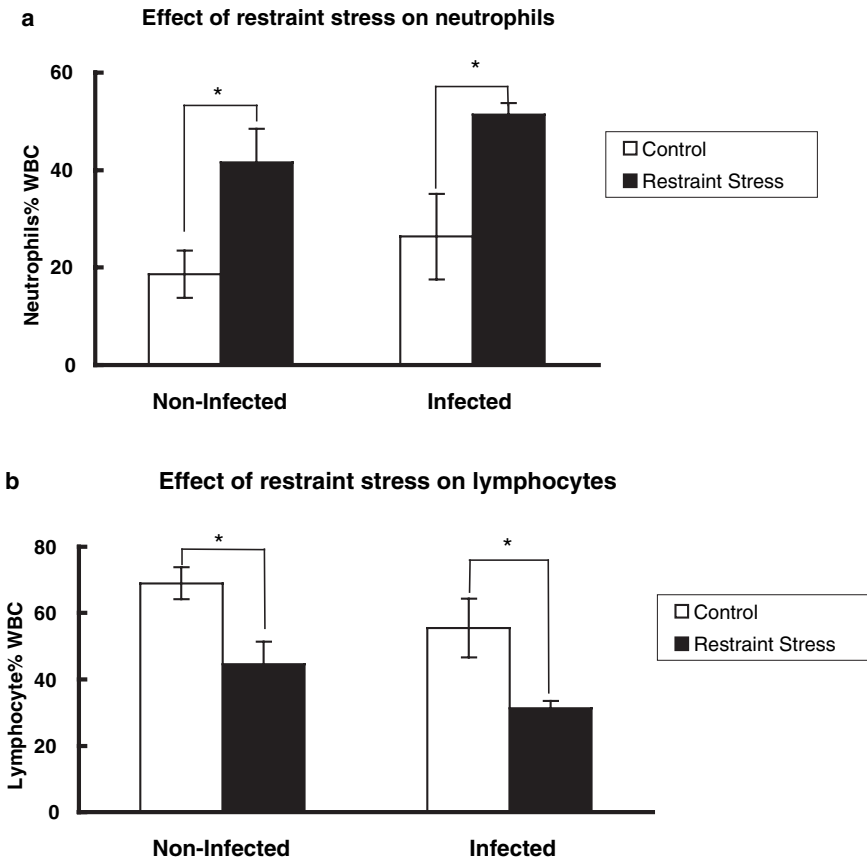 a Effect of restraint stress on neutrophils
60
40
20
0
Neutrophils% WBC
*
*
Control
Restraint Stress
Non-Infected Infected
b Effect of restraint stress on lymphocytes
80
60
40
20
0
Lymphocyte% WBC
*
*
Control
Restraint Stress
Non-Infected Infected